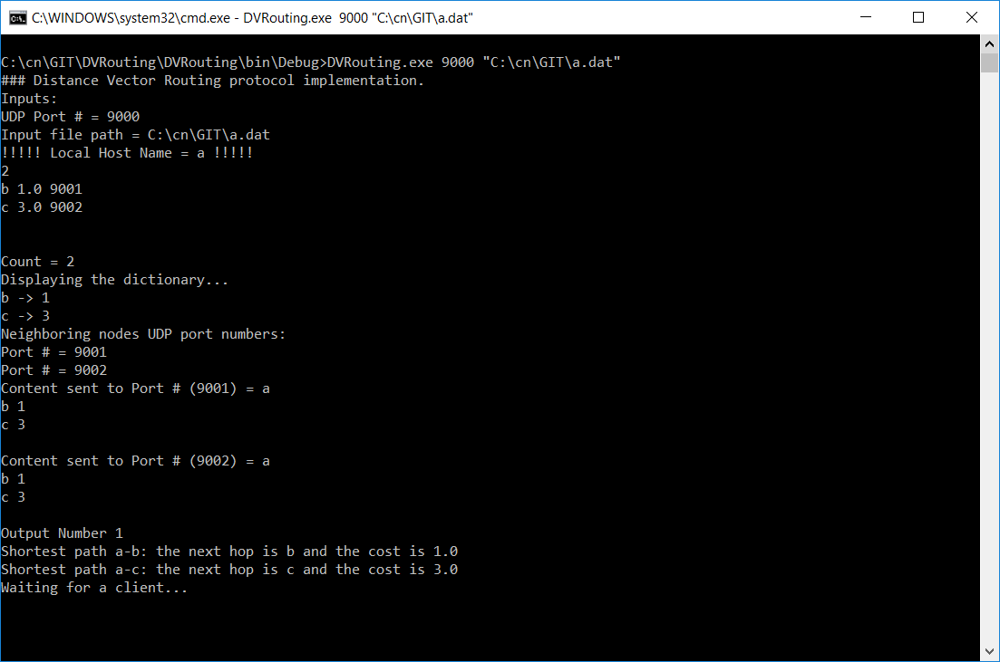 C:\WINDOWS\system32\cmd.exe - DVRouting.exe  9000 "C:\cn\GIT\a.dat"
C:\cn\GIT\DVRouting\DVRouting\bin\Debug>DVRouting.exe 9000 "C:\cn\GIT\a.dat"
### Distance Vector Routing protocol implementation.
Inputs:
UDP Port # = 9000
Input file path = C:\cn\GIT\a.dat
!!!!! Local Host Name = a !!!!!
2
b 1.0 9001
c 3.0 9002
Count = 2
Displaying the dictionary...
b -> 1
c -> 3
Neighboring nodes UDP port numbers:
Port # = 9001
Port # = 9002
Content sent to Port # (9001) = a
b 1
c 3
Content sent to Port # (9002) = a
b 1
c 3
Output Number 1
Shortest path a-b: the next hop is b and the cost is 1.0
Shortest path a-c: the next hop is c and the cost is 3.0
Waiting for a client...